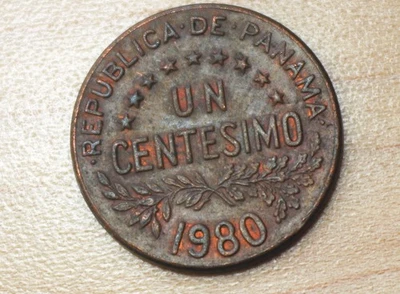 ·REPUBLICA·DE·PANAMA·
UN
CENTESIMO
1980